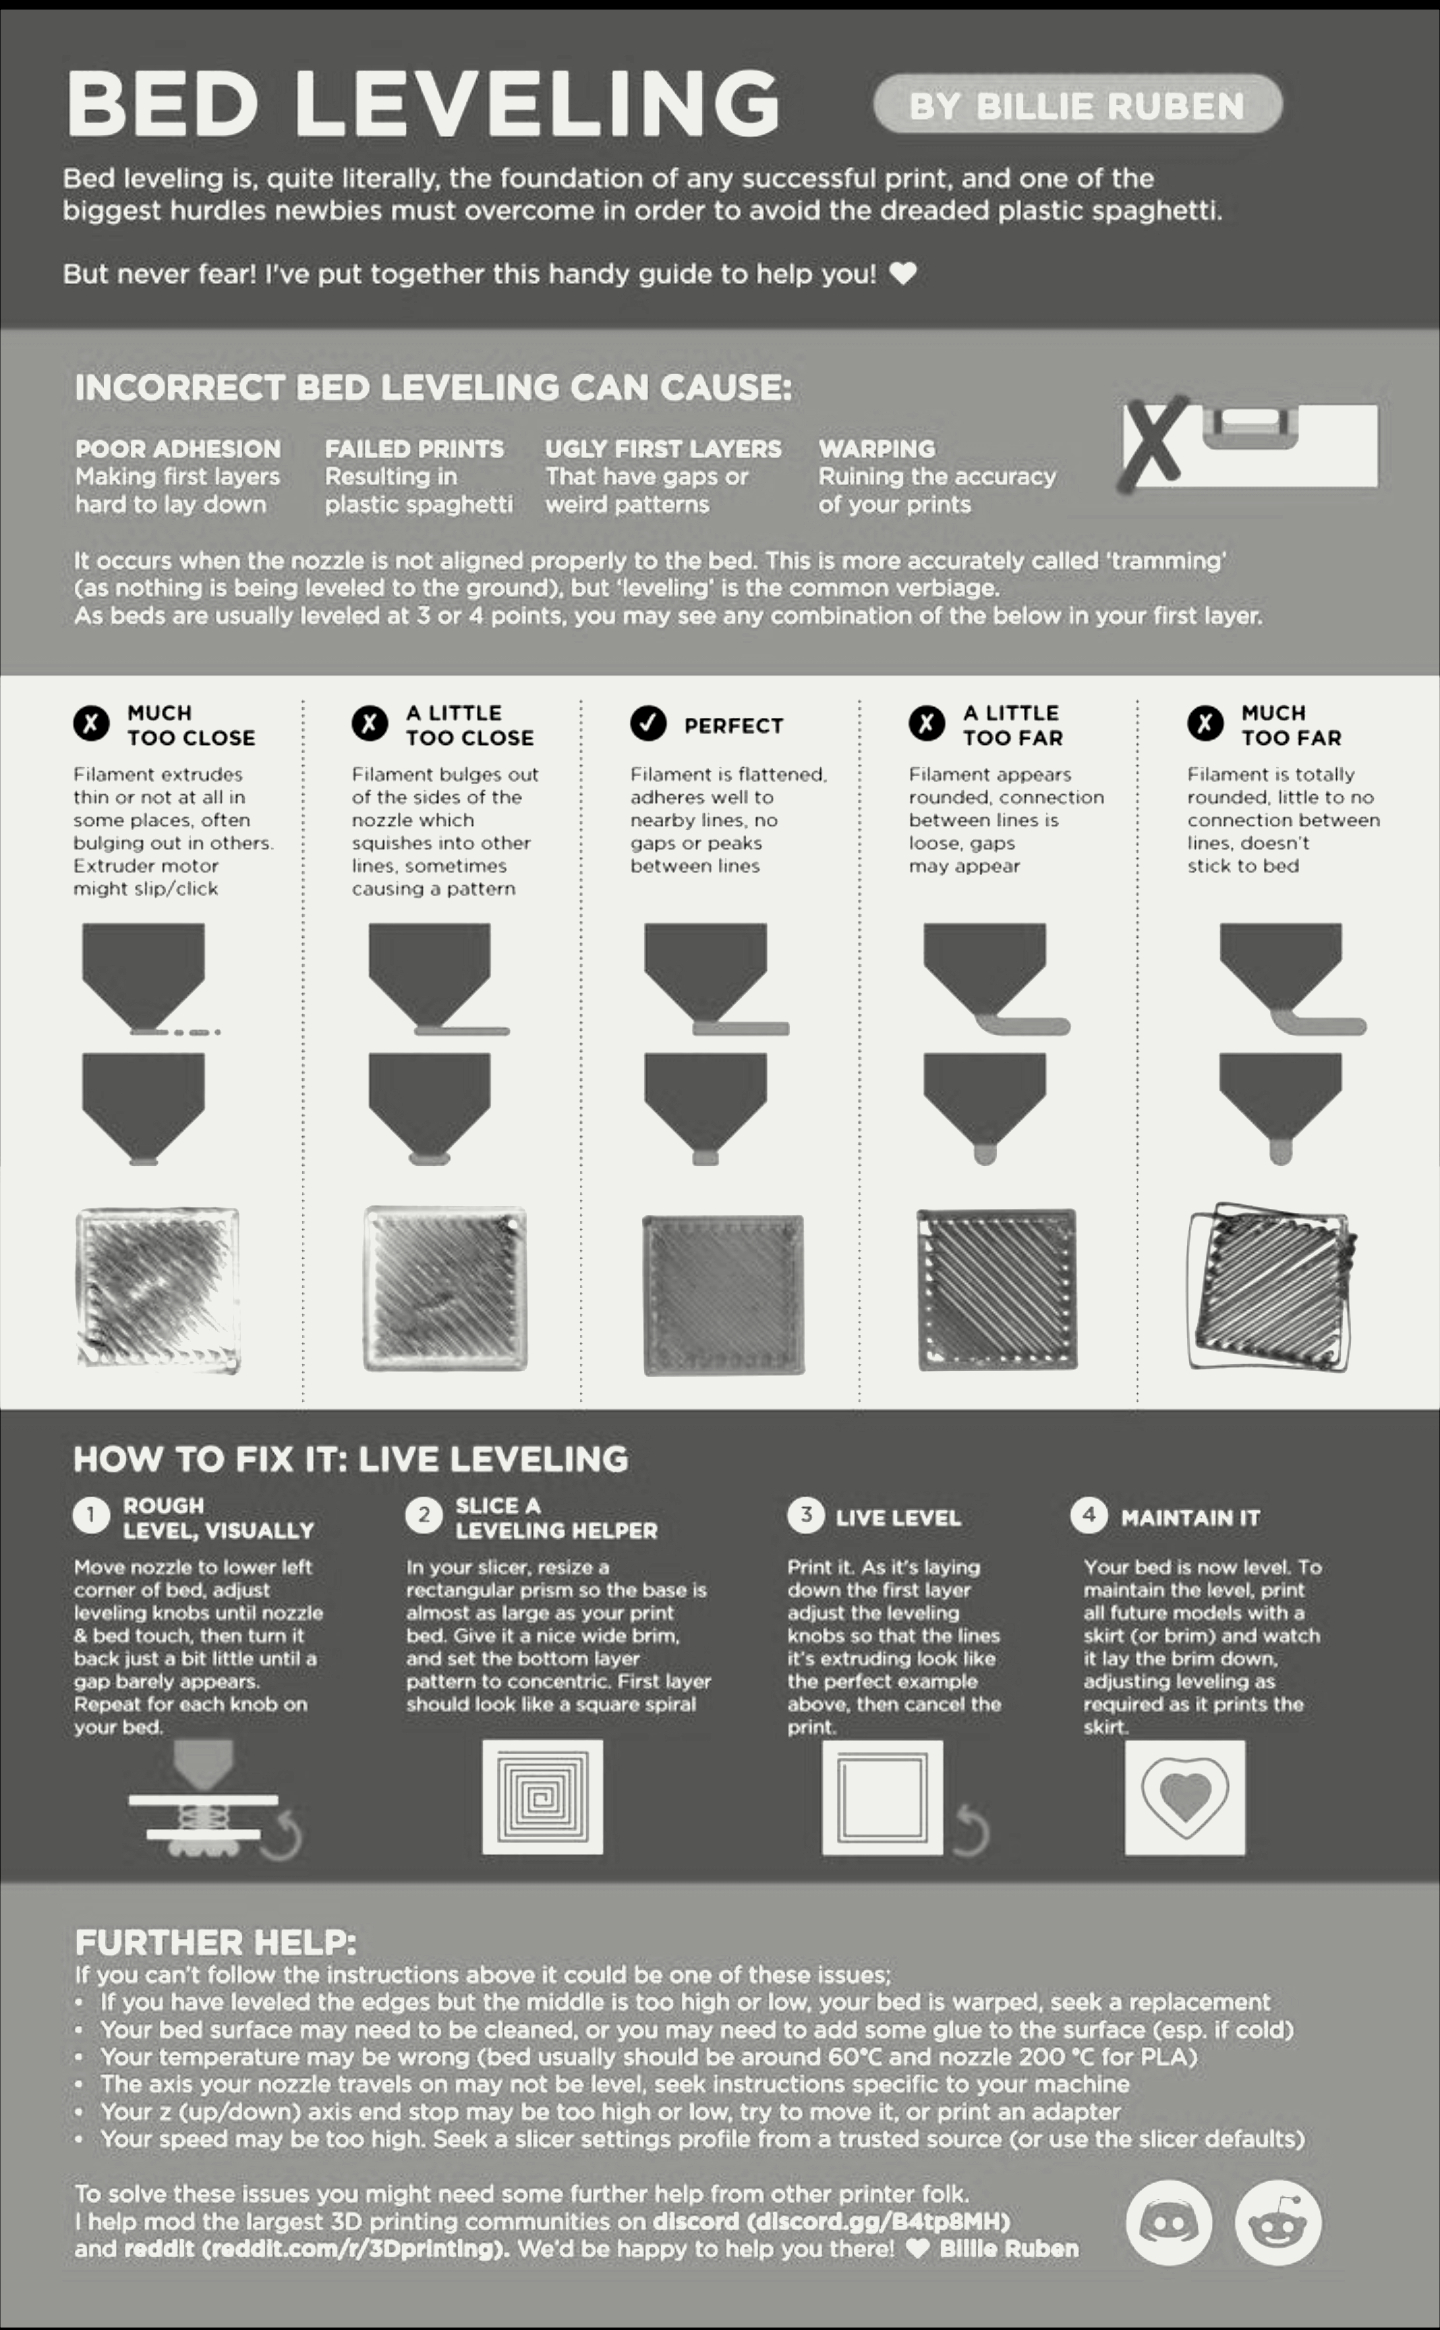 BED LEVELING
BY BILLIE RUBEN
Bed leveling is, quite literally, the foundation of any successful print, and one of the
biggest hurdles newbies must overcome in order to avoid the dreaded plastic spaghetti.
But never fear! I've put together this handy guide to help you! ♥
INCORRECT BED LEVELING CAN CAUSE:
POOR ADHESION
Making first layers
hard to lay down
FAILED PRINTS
Resulting in
plastic spaghetti
UGLY FIRST LAYERS
That have gaps or
weird patterns
WARPING
Ruining the accuracy
of your prints
It occurs when the nozzle is not aligned properly to the bed. This is more accurately called 'tramming'
(as nothing is being leveled to the ground), but 'leveling' is the common verbiage.
As beds are usually leveled at 3 or 4 points, you may see any combination of the below in your first layer.
MUCH
TOO CLOSE
Filament extrudes
thin or not at all in
some places, often
bulging out in others.
Extruder motor
might slip/click
A LITTLE
TOO CLOSE
Filament bulges out
of the sides of the
nozzle which
squishes into other
lines, sometimes
causing a pattern
PERFECT
Filament is flattened,
adheres well to
nearby lines, no
gaps or peaks
between lines
A LITTLE
TOO FAR
Filament appears
rounded, connection
between lines is
loose, gaps
may appear
MUCH
TOO FAR
Filament is totally
rounded, little to no
connection between
lines, doesn't
stick to bed
HOW TO FIX IT: LIVE LEVELING
1 ROUGH
LEVEL, VISUALLY
Move nozzle to lower left
corner of bed, adjust
leveling knobs until nozzle
& bed touch, then turn it
back just a bit little until a
gap barely appears.
Repeat for each knob on
your bed.
2 SLICE A
LEVELING HELPER
In your slicer, resize a
rectangular prism so the base is
almost as large as your print
bed. Give it a nice wide brim,
and set the bottom layer
pattern to concentric. First layer
should look like a square spiral
3 LIVE LEVEL
Print it. As it's laying
down the first layer
adjust the leveling
knobs so that the lines
it's extruding look like
the perfect example
above, then cancel the
print.
4 MAINTAIN IT
Your bed is now level. To
maintain the level, print
all future models with a
skirt (or brim) and watch
it lay the brim down,
adjusting leveling as
required as it prints the
skirt.
FURTHER HELP:
If you can't follow the instructions above it could be one of these issues;
• If you have leveled the edges but the middle is too high or low, your bed is warped, seek a replacement
• Your bed surface may need to be cleaned, or you may need to add some glue to the surface (esp. if cold)
• Your temperature may be wrong (bed usually should be around 60°C and nozzle 200 °C for PLA)
• The axis your nozzle travels on may not be level, seek instructions specific to your machine
• Your z (up/down) axis end stop may be too high or low, try to move it, or print an adapter
• Your speed may be too high. Seek a slicer settings profile from a trusted source (or use the slicer defaults)
To solve these issues you might need some further help from other printer folk.
I help mod the largest 3D printing communities on discord (discord.gg/B4tp8MH)
and reddit (reddit.com/r/3Dprinting). We'd be happy to help you there! ♥ Billie Ruben